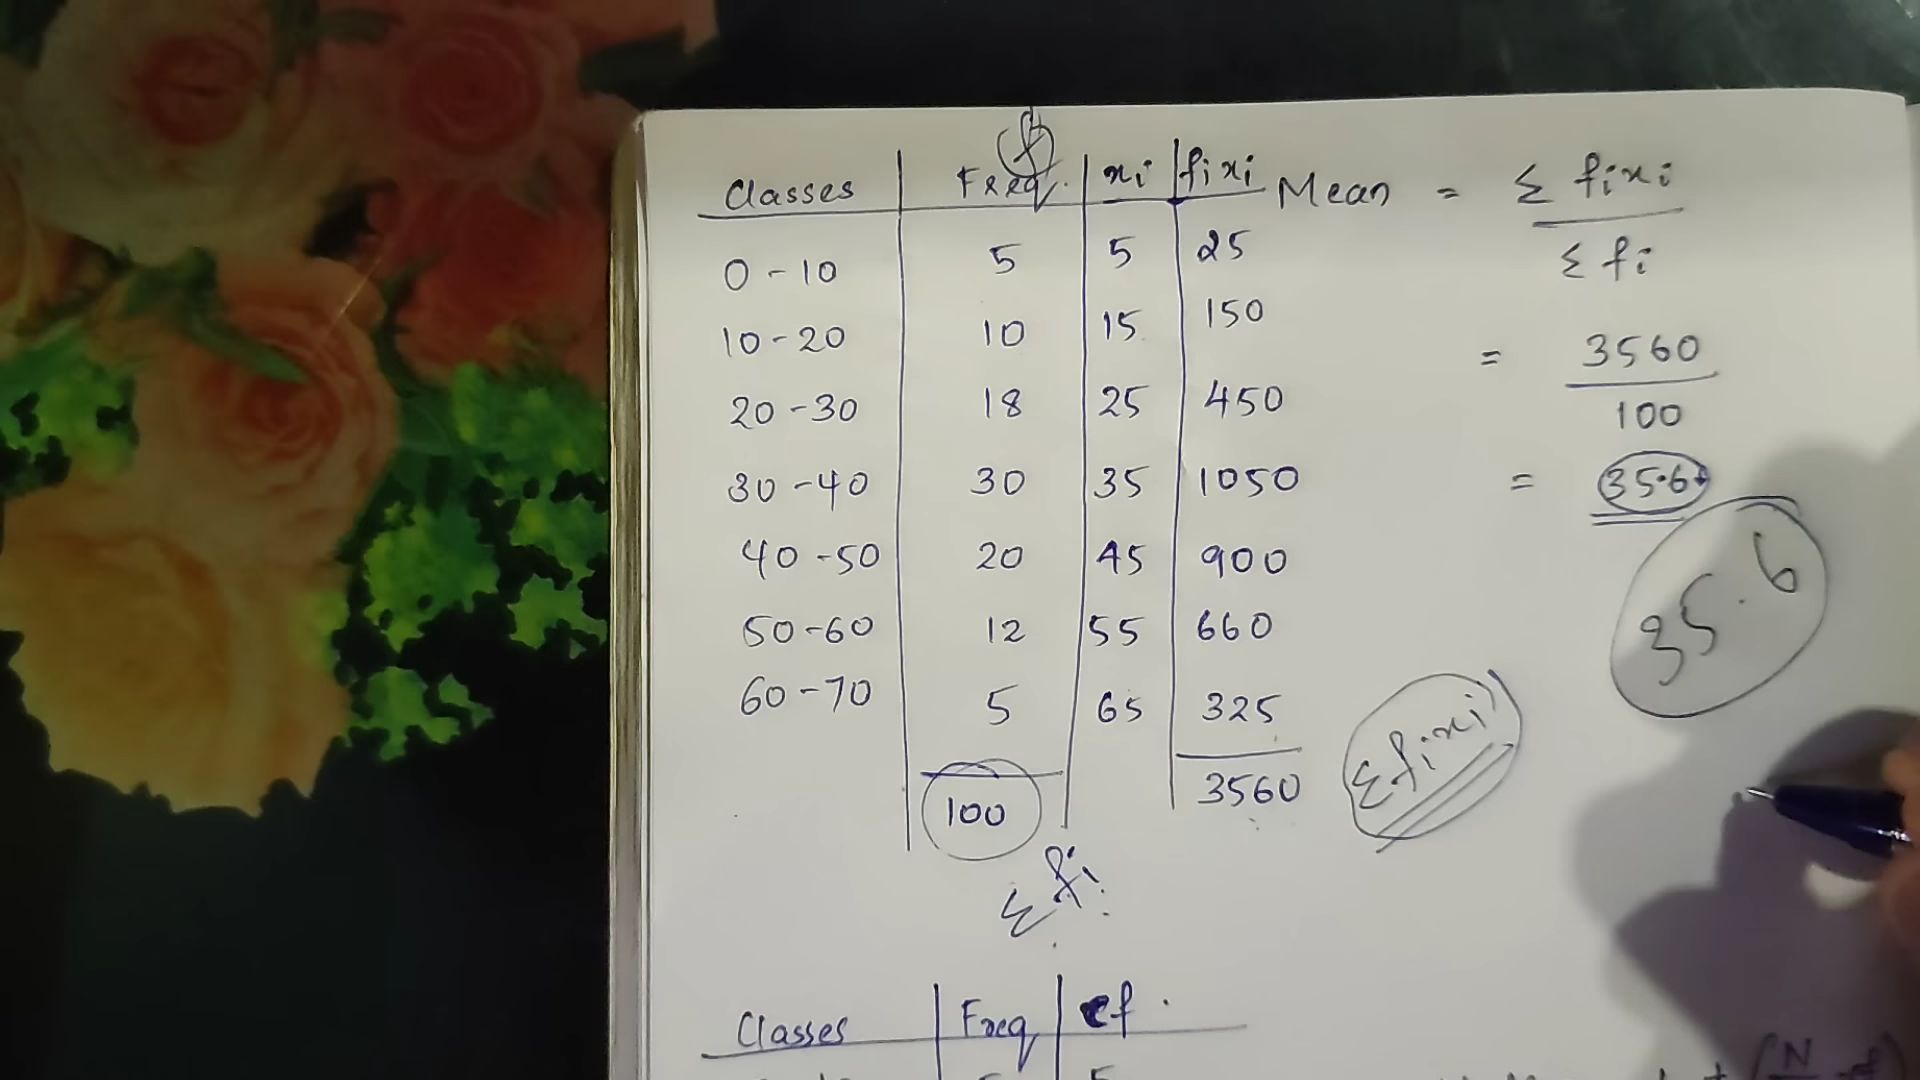 Classes | Freq. | xi | fixi Mean = Σ fixi / Σ fi
0-10 5 5 25
10-20 10 15 150
= 3560 / 100
20-30 18 25 450
30-40 30 35 1050
= 35.6
40-50 20 45 900
35.6
50-60 12 55 660
60-70 5 65 325
100 3560 Σ fixi
Σ fi
Classes | Freq | cf.